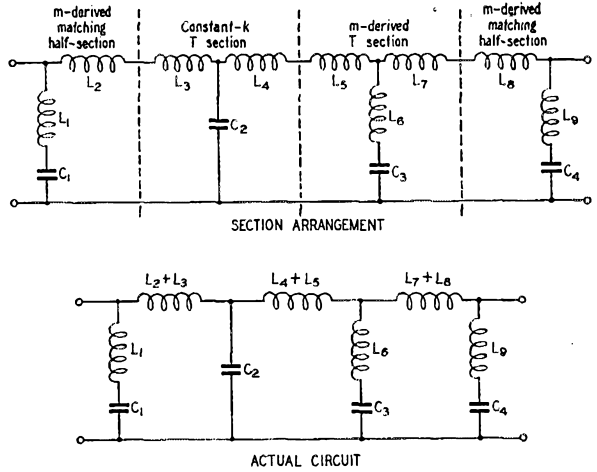 m-derived
matching
half-section
Constant-k
T section
m-derived
T section
m-derived
matching
half-section
L2
L3
L4
L5
L7
L8
L1
C1
C2
L6
C3
L9
C4
SECTION ARRANGEMENT
L2+L3
L4+L5
L7+L8
L1
C1
C2
L6
C3
L9
C4
ACTUAL CIRCUIT